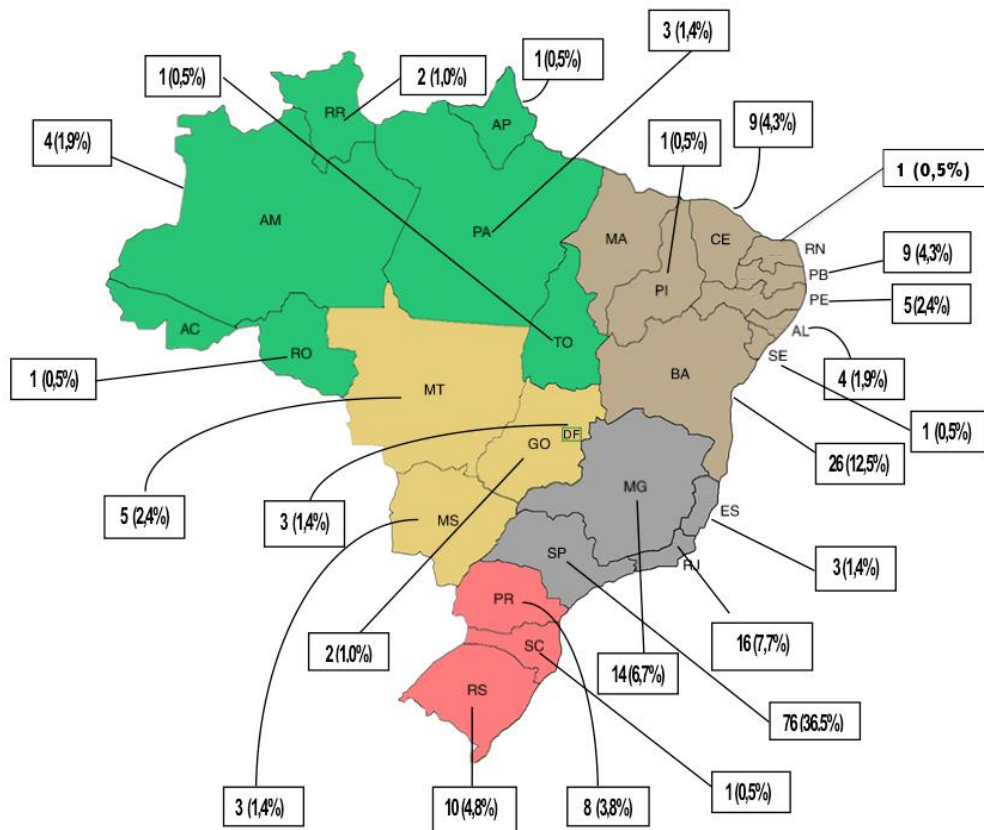 3 (1,4%)
1 (0,5%)
2 (1,0%)
1 (0,5%)
9 (4,3%)
4 (1,9%)
1 (0,5%)
1 (0,5%)
RR
AP
AM
PA
MA
CE
RN
9 (4,3%)
PB
PI
PE
5 (2,4%)
AC
RO
TO
AL
SE
BA
4 (1,9%)
1 (0,5%)
MT
1 (0,5%)
DF
GO
26 (12,5%)
5 (2,4%)
3 (1,4%)
MS
MG
ES
SP
RJ
3 (1,4%)
PR
2 (1,0%)
SC
14 (6,7%)
16 (7,7%)
RS
76 (36,5%)
3 (1,4%)
10 (4,8%)
8 (3,8%)
1 (0,5%)